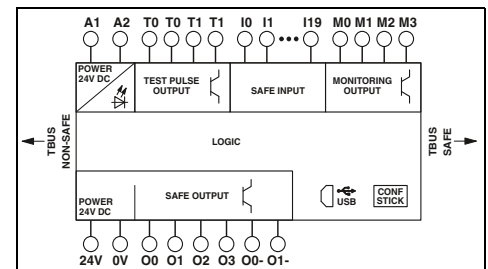 A1 A2 T0 T0 T1 T1 I0 I1 ••• I19 M0 M1 M2 M3
POWER
24V DC
TEST PULSE
OUTPUT
SAFE INPUT
MONITORING
OUTPUT
TBUS
NON-SAFE
LOGIC
TBUS
SAFE
POWER
24V DC
SAFE OUTPUT
USB
CONF
STICK
24V 0V O0 O1 O2 O3 O0- O1-